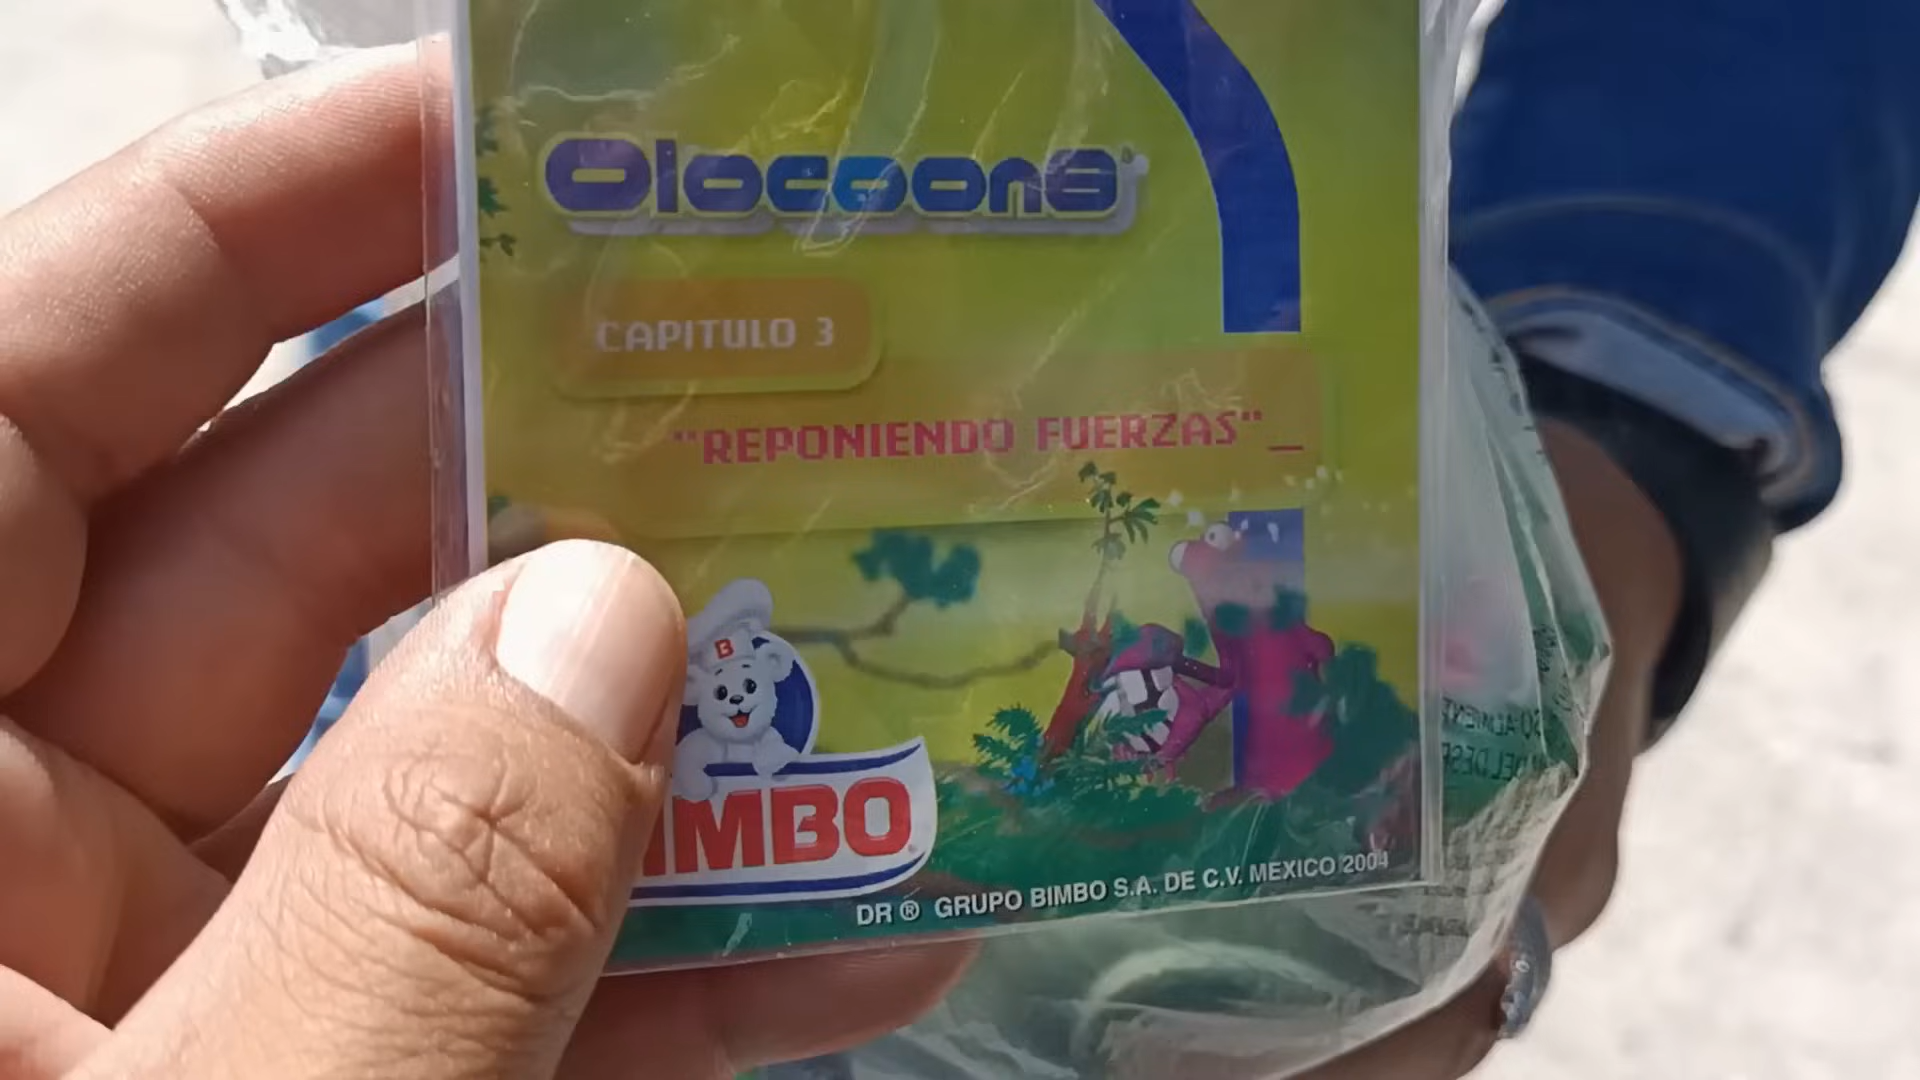 Olocoons
CAPITULO 3
"REPONIENDO FUERZAS"_
B
IMBO
DR ® GRUPO BIMBO S.A. DE C.V. MEXICO 2004